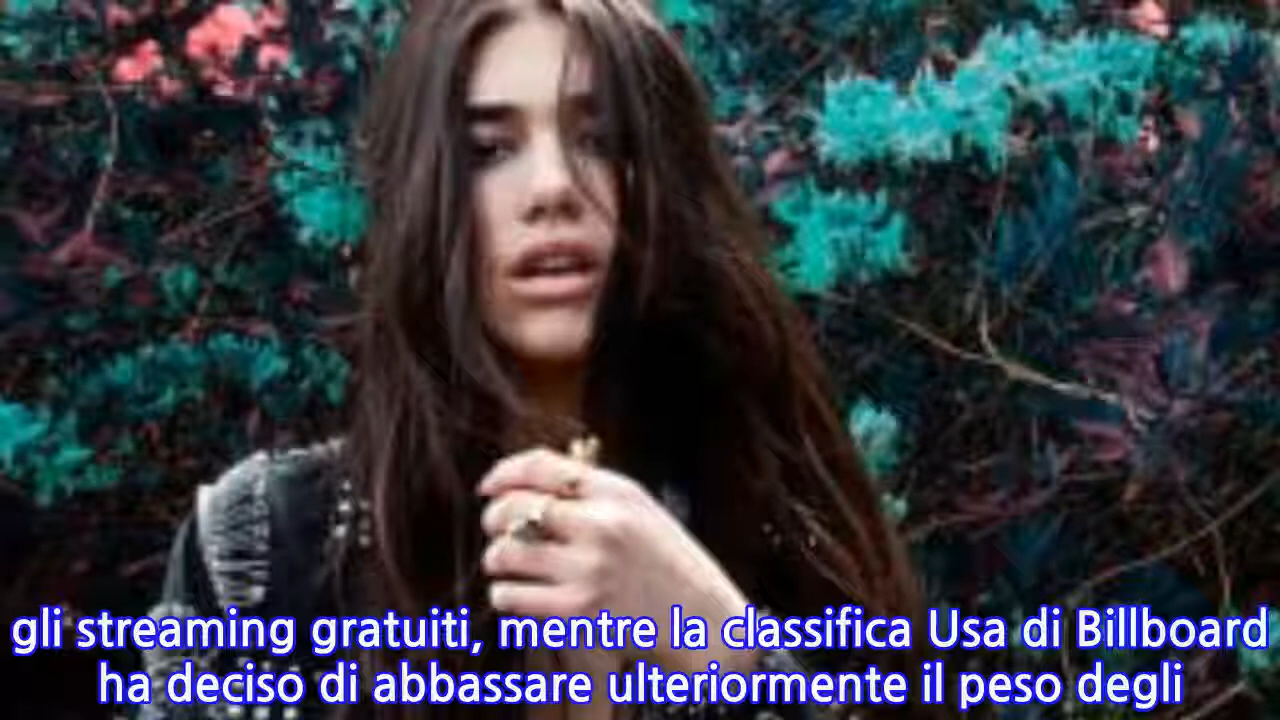 gli streaming gratuiti, mentre la classifica Usa di Billboard
ha deciso di abbassare ulteriormente il peso degli